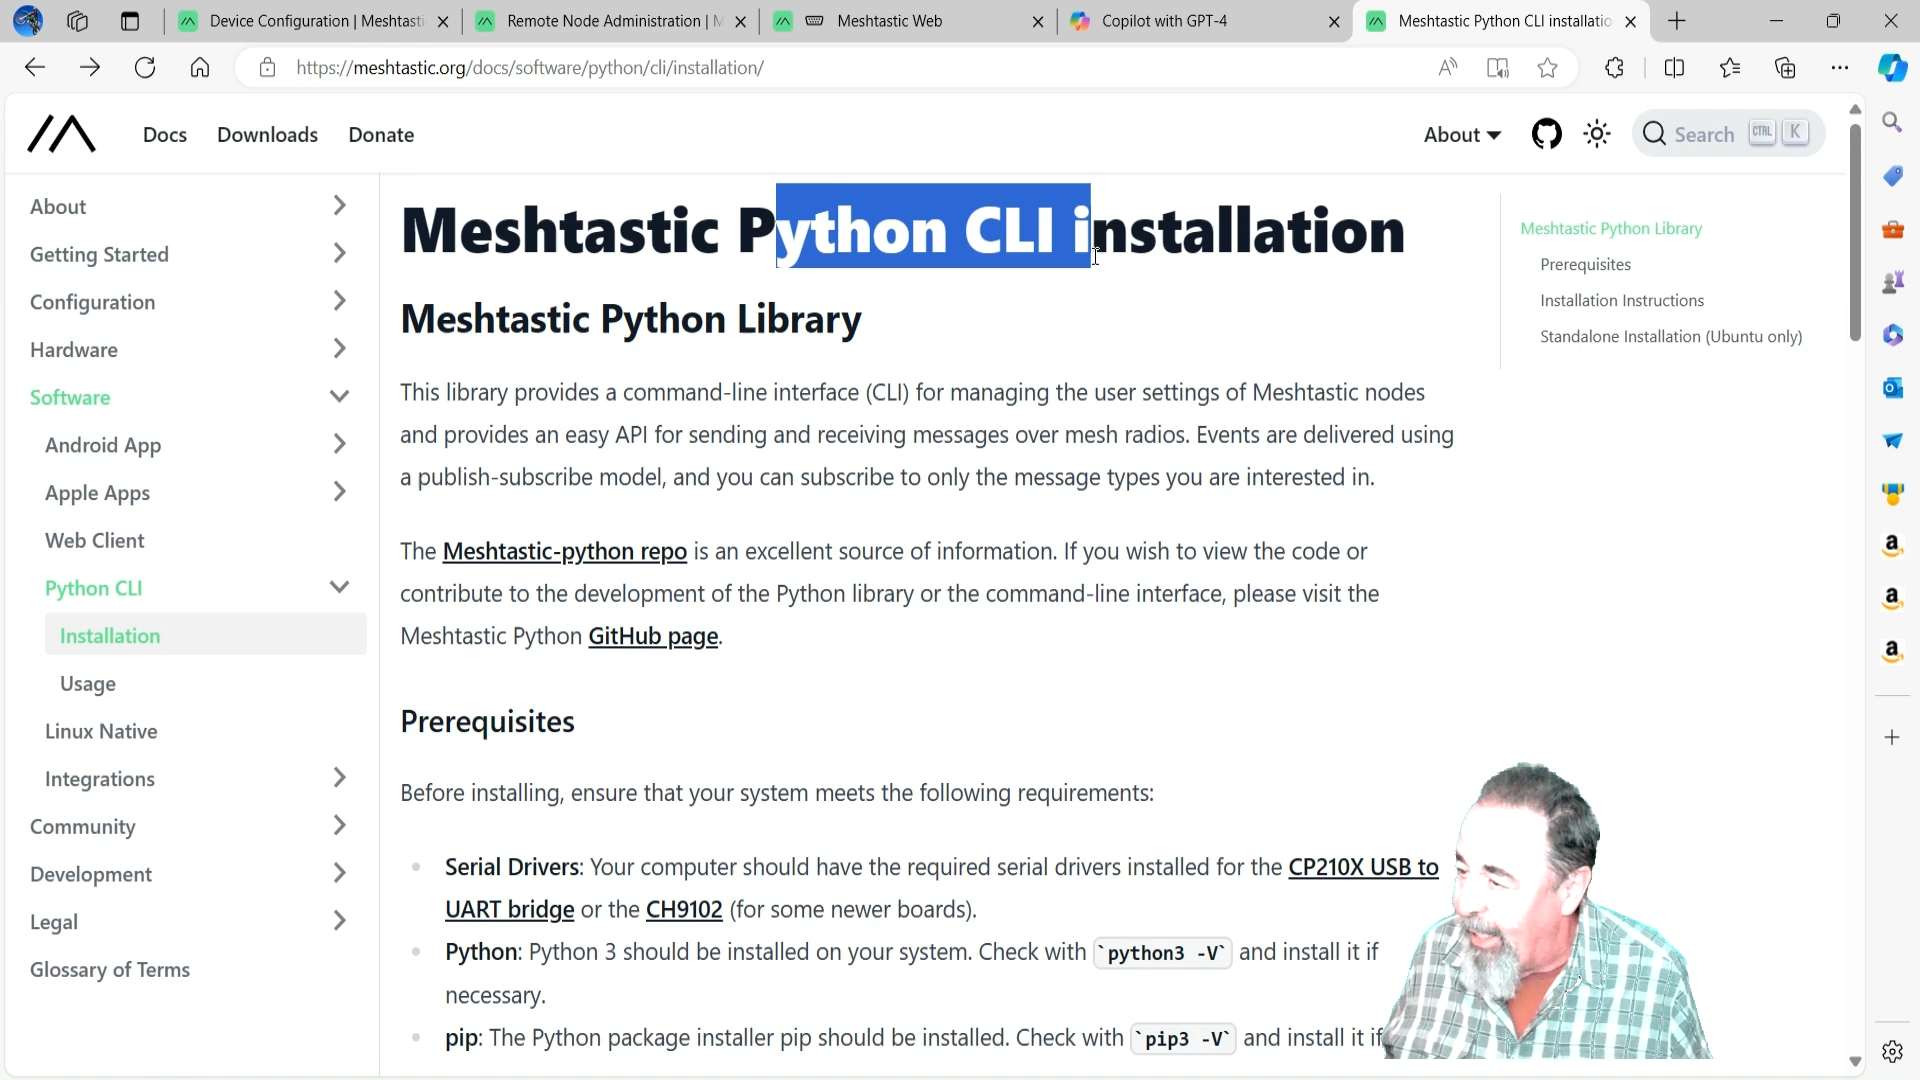 Device Configuration | Meshtasti
Remote Node Administration | M
Meshtastic Web
Copilot with GPT-4
Meshtastic Python CLI installatio
https://meshtastic.org/docs/software/python/cli/installation/
Docs
Downloads
Donate
About
Search
CTRL
K
About
Getting Started
Configuration
Hardware
Software
Android App
Apple Apps
Web Client
Python CLI
Installation
Usage
Linux Native
Integrations
Community
Development
Legal
Glossary of Terms
Meshtastic Python CLI installation
Meshtastic Python Library
This library provides a command-line interface (CLI) for managing the user settings of Meshtastic nodes
and provides an easy API for sending and receiving messages over mesh radios. Events are delivered using
a publish-subscribe model, and you can subscribe to only the message types you are interested in.
The Meshtastic-python repo is an excellent source of information. If you wish to view the code or
contribute to the development of the Python library or the command-line interface, please visit the
Meshtastic Python GitHub page.
Prerequisites
Before installing, ensure that your system meets the following requirements:
Serial Drivers: Your computer should have the required serial drivers installed for the CP210X USB to
UART bridge or the CH9102 (for some newer boards).
Python: Python 3 should be installed on your system. Check with `python3 -V` and install it if
necessary.
pip: The Python package installer pip should be installed. Check with `pip3 -V` and install it if
Meshtastic Python Library
Prerequisites
Installation Instructions
Standalone Installation (Ubuntu only)